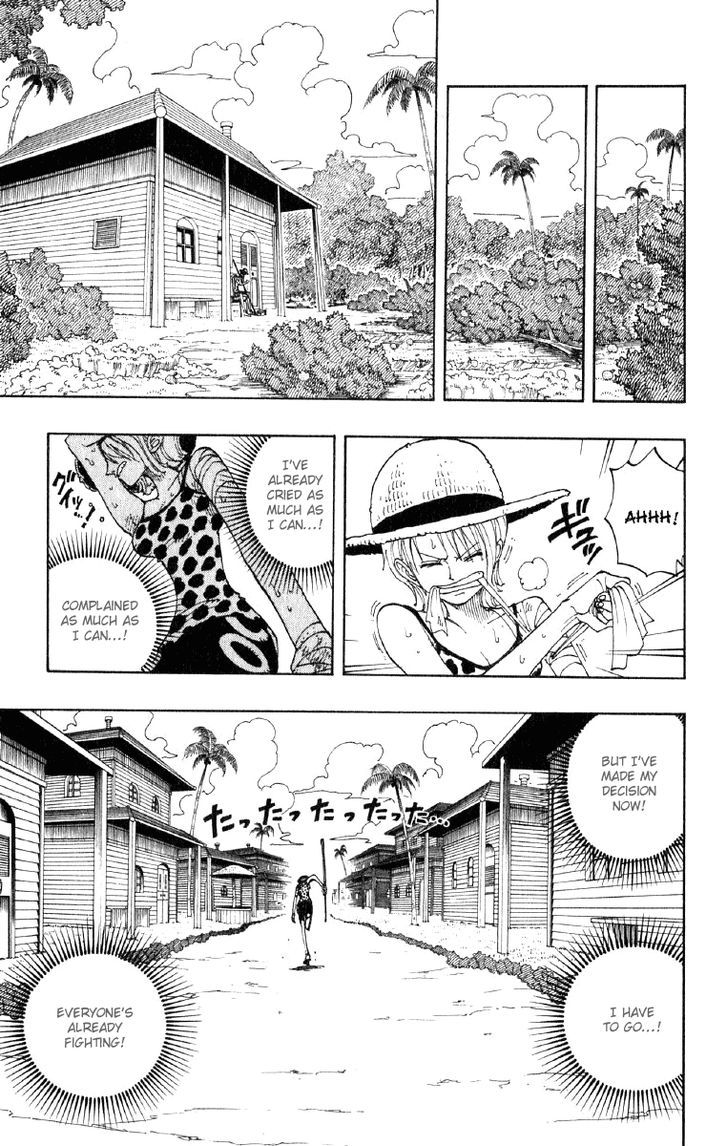 AHHH!
ギュッ
I'VE
ALREADY
CRIED AS
MUCH AS
I CAN...!
グイッ!。
COMPLAINED
AS MUCH AS
I CAN...!
BUT I'VE
MADE MY
DECISION
NOW!
たったったったっ...
I HAVE
TO GO...!
EVERYONE'S
ALREADY
FIGHTING!